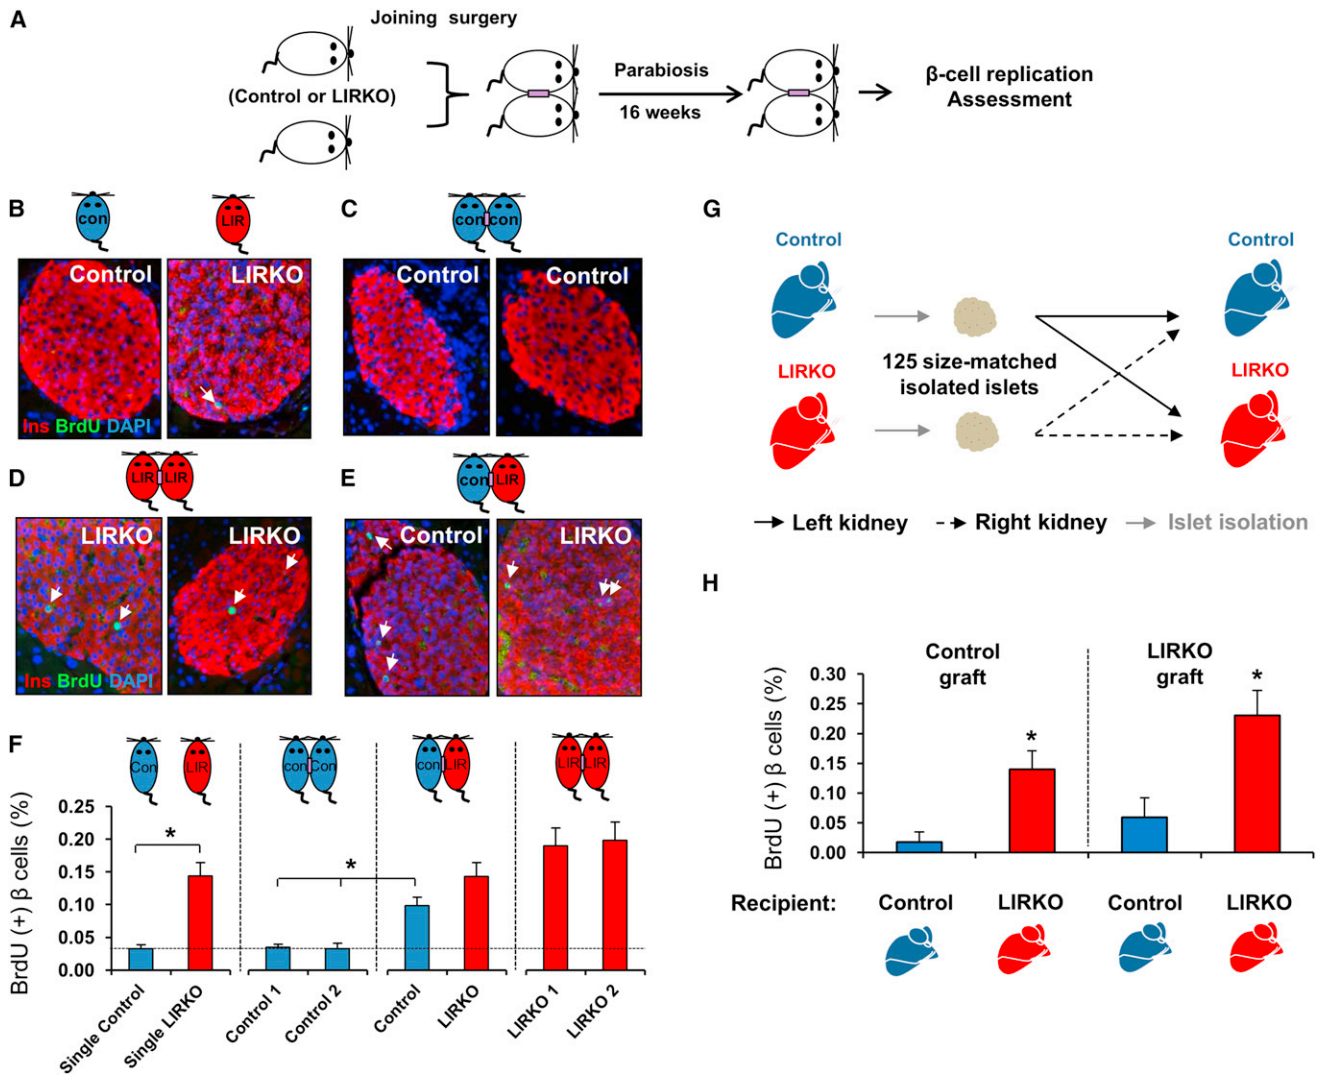 A
Joining surgery
(Control or LIRKO)
Parabiosis
16 weeks
β-cell replication
Assessment
B
con
LIR
Control
LIRKO
Ins BrdU DAPI
C
con con
Control
Control
D
LIR LIR
LIRKO
LIRKO
Ins BrdU DAPI
E
con LIR
Control
LIRKO
F
Con
LIR
con Con
con LIR
LIR LIR
BrdU (+) β cells (%)
0.25
0.20
0.15
0.10
0.05
0.00
*
*
Single Control
Single LIRKO
Control 1
Control 2
Control
LIRKO
LIRKO 1
LIRKO 2
G
Control
Control
LIRKO
LIRKO
125 size-matched
isolated islets
Left kidney
Right kidney
Islet isolation
H
Control
graft
LIRKO
graft
BrdU (+) β cells (%)
0.30
0.25
0.20
0.15
0.10
0.05
0.00
*
*
Recipient:
Control
LIRKO
Control
LIRKO